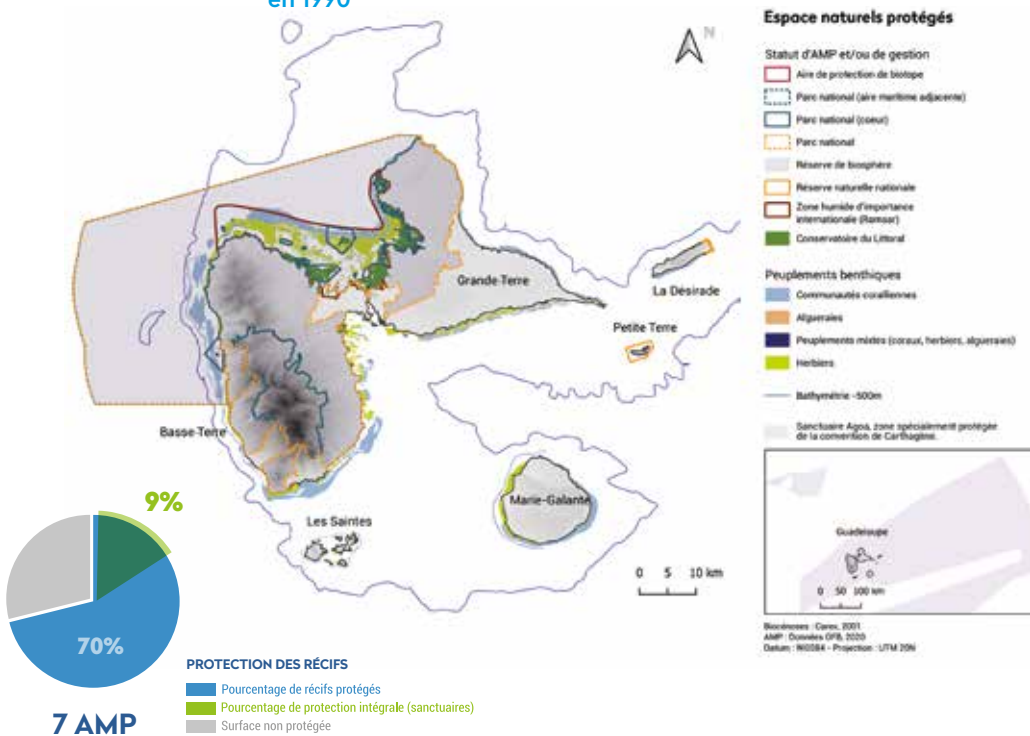 en 1990
N
Grande-Terre
La Désirade
Petite Terre
Basse-Terre
Marie-Galante
Les Saintes
0 5 10 km
Espace naturels protégés
Statut d'AMP et/ou de gestion
Aire de protection de biotope
Parc national (aire maritime adjacente)
Parc national (coeur)
Parc national
Réserve de biosphère
Réserve naturelle nationale
Zone humide d'importance
internationale (Ramsar)
Conservatoire du Littoral
Peuplements benthiques
Communautés coralliennes
Algueraies
Peuplements mixtes (coraux, herbiers, algueraies)
Herbiers
Bathymétrie -500m
Sanctuaire Agoa, zone spécialement protégée
de la convention de Carthagène.
Guadeloupe
0 50 100 km
Biocénoses : Carex, 2001
AMP : Données OFB, 2020
Datum : WGS84 - Projection : UTM 20N
9%
70%
7 AMP
PROTECTION DES RÉCIFS
Pourcentage de récifs protégés
Pourcentage de protection intégrale (sanctuaires)
Surface non protégée